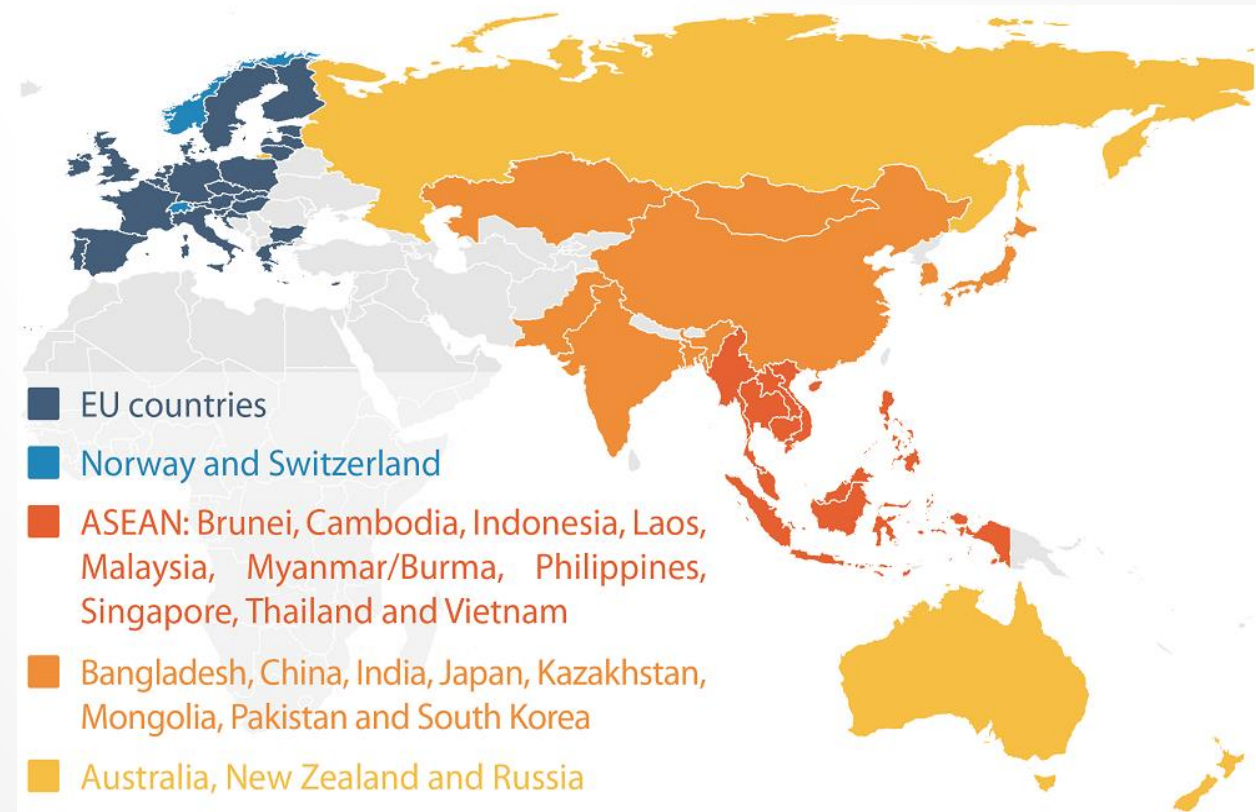 EU countries
Norway and Switzerland
ASEAN: Brunei, Cambodia, Indonesia, Laos,
Malaysia, Myanmar/Burma, Philippines,
Singapore, Thailand and Vietnam
Bangladesh, China, India, Japan, Kazakhstan,
Mongolia, Pakistan and South Korea
Australia, New Zealand and Russia